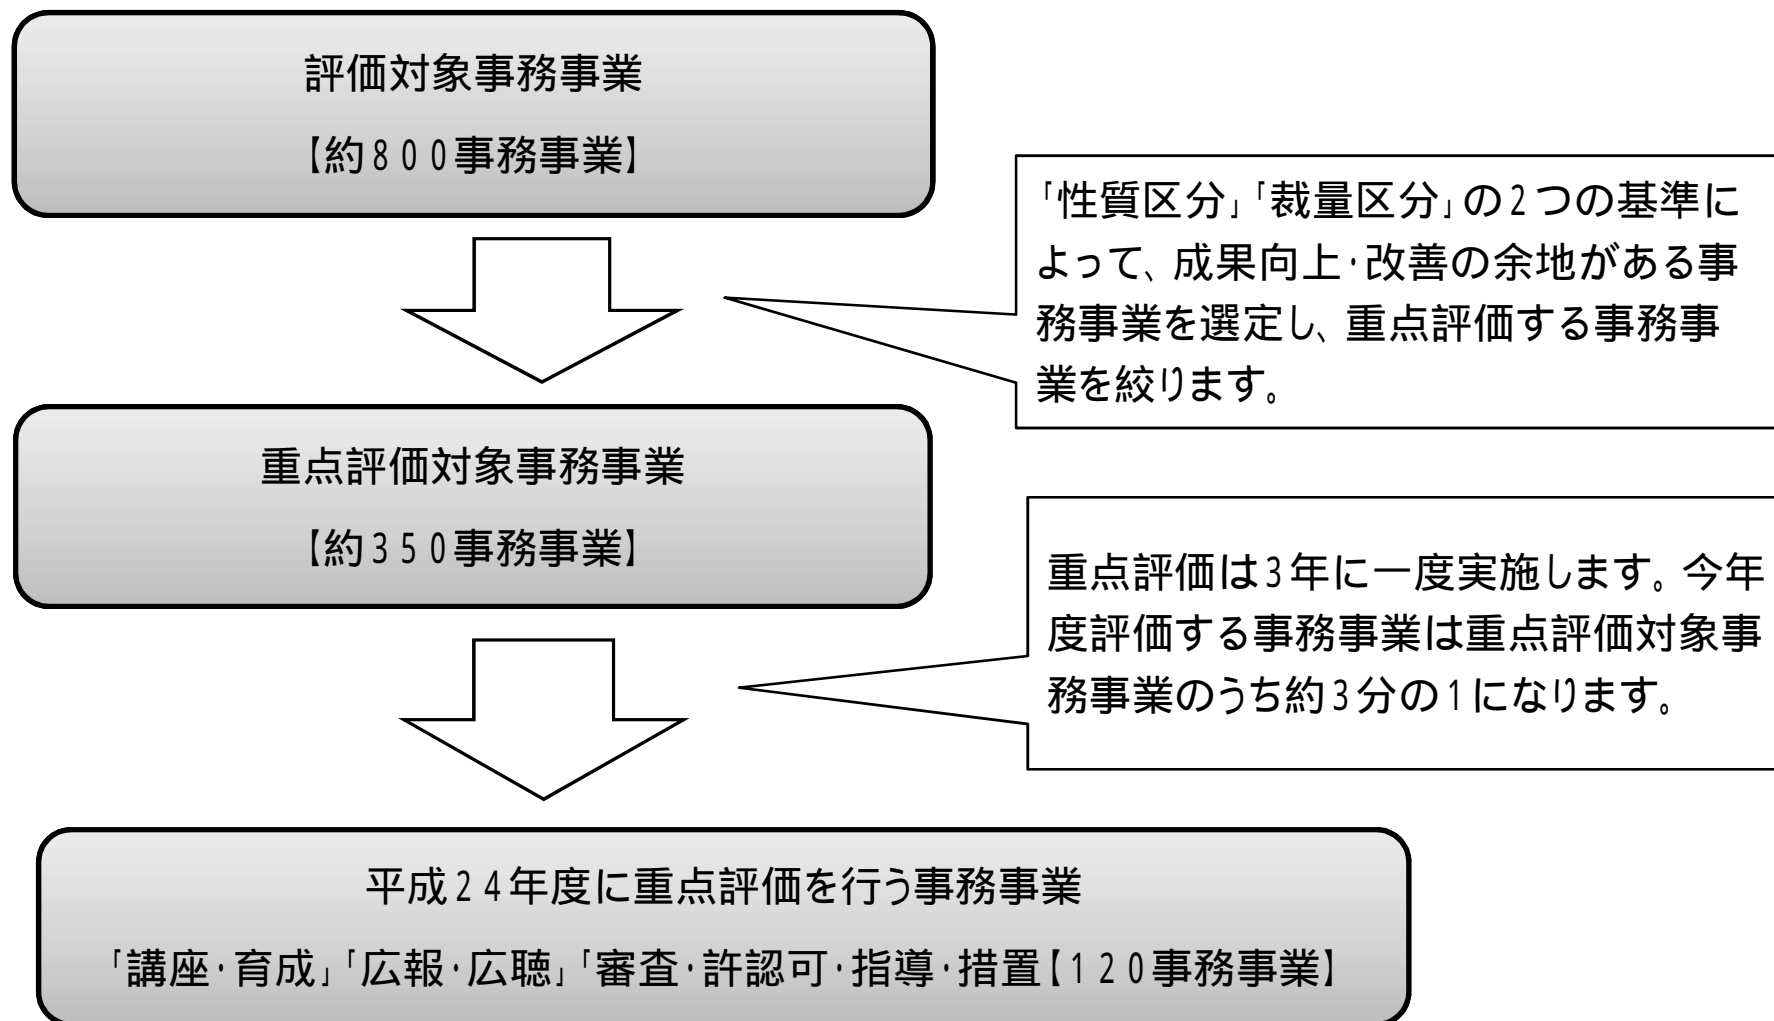 評価対象事務事業
【約800事務事業】
「性質区分」「裁量区分」の2つの基準に
よって、成果向上・改善の余地がある事
務事業を選定し、重点評価する事務事
業を絞ります。
重点評価対象事務事業
【約350事務事業】
重点評価は3年に一度実施します。今年
度評価する事務事業は重点評価対象事
務事業のうち約3分の1になります。
平成24年度に重点評価を行う事務事業
「講座・育成」「広報・広聴」「審査・許認可・指導・措置【120事務事業】